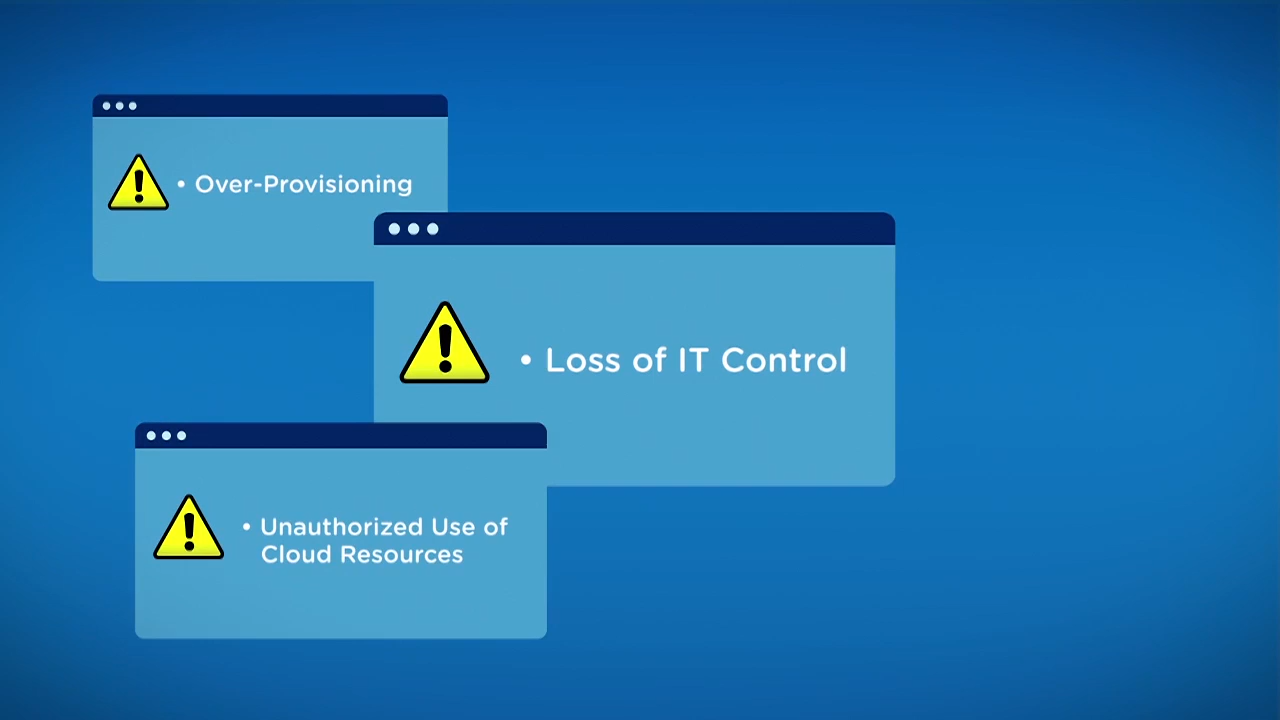 • Over-Provisioning
• Loss of IT Control
• Unauthorized Use of
Cloud Resources